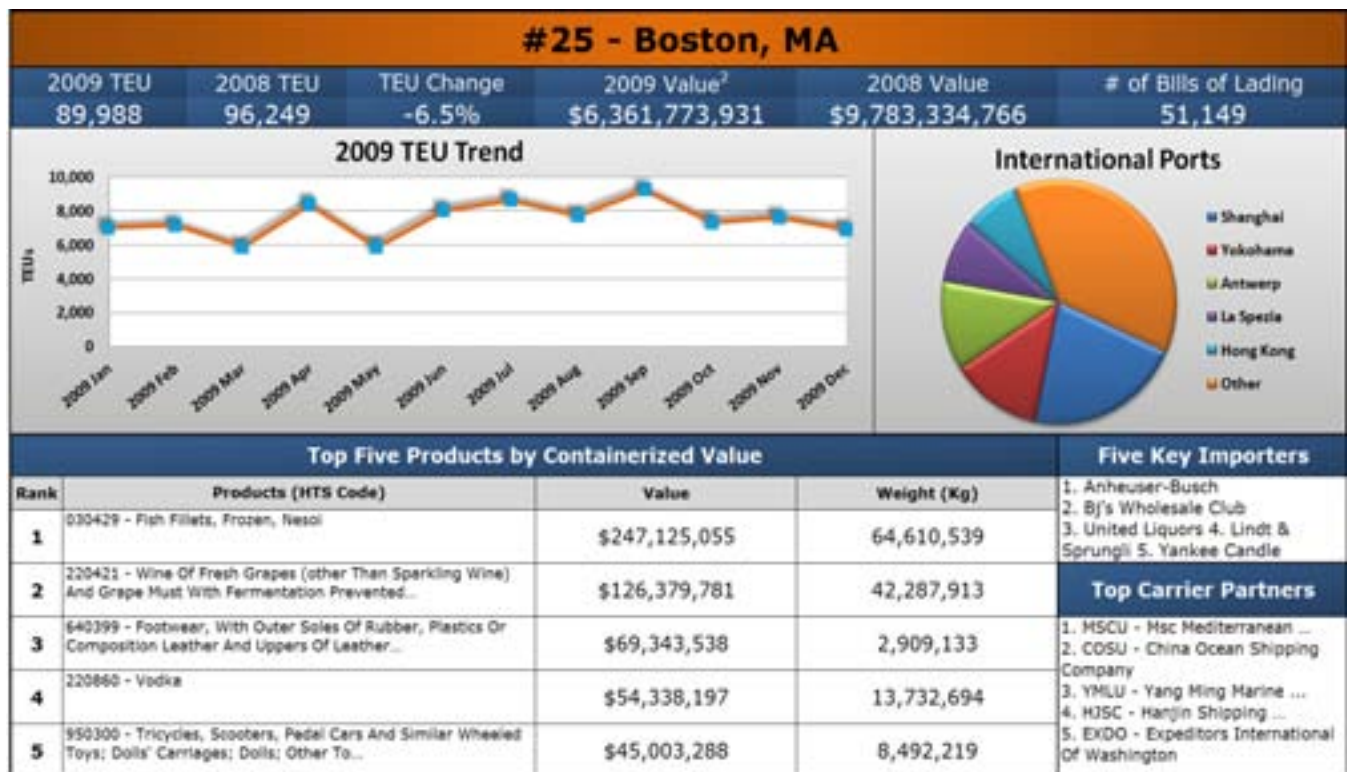 #25 - Boston, MA
2009 TEU 2008 TEU TEU Change 2009 Value² 2008 Value # of Bills of Lading
89,988 96,249 -6.5% $6,361,773,931 $9,783,334,766 51,149
2009 TEU Trend
TEUs
10,000
8,000
6,000
4,000
2,000
0
2009 Jan 2009 Feb 2009 Mar 2009 Apr 2009 May 2009 Jun 2009 Jul 2009 Aug 2009 Sep 2009 Oct 2009 Nov 2009 Dec
International Ports
Shanghai
Yokohama
Antwerp
La Spezia
Hong Kong
Other
Top Five Products by Containerized Value
Rank Products (HTS Code) Value Weight (Kg)
1 030429 - Fish Fillets, Frozen, Nesoi $247,125,055 64,610,539
2 220421 - Wine Of Fresh Grapes (other Than Sparkling Wine)
And Grape Must With Fermentation Prevented... $126,379,781 42,287,913
3 640399 - Footwear, With Outer Soles Of Rubber, Plastics Or
Composition Leather And Uppers Of Leather... $69,343,538 2,909,133
4 220860 - Vodka $54,338,197 13,732,694
5 950300 - Tricycles, Scooters, Pedal Cars And Similar Wheeled
Toys; Dolls' Carriages; Dolls; Other To... $45,003,288 8,492,219
Five Key Importers
1. Anheuser-Busch
2. BJ's Wholesale Club
3. United Liquors 4. Lindt &
Sprungli 5. Yankee Candle
Top Carrier Partners
1. MSCU - Msc Mediterranean ...
2. COSU - China Ocean Shipping
Company
3. YMLU - Yang Ming Marine ...
4. HJSC - Hanjin Shipping ...
5. EXDO - Expeditors International
Of Washington